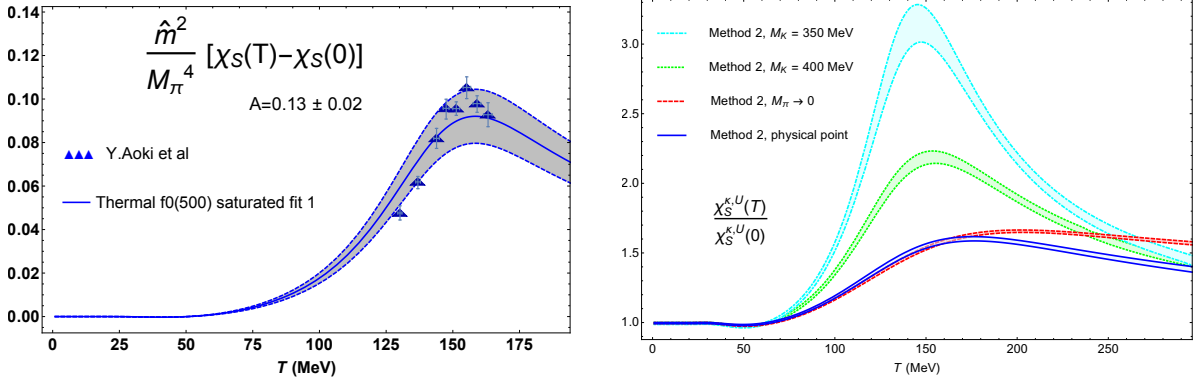 0.14
0.12
0.10
0.08
0.06
0.04
0.02
0.00
m̂² / M_π⁴ [χ_S(T)−χ_S(0)]
A=0.13 ± 0.02
Y.Aoki et al
Thermal f0(500) saturated fit 1
0 25 50 75 100 125 150 175
T (MeV)
3.0
2.5
2.0
1.5
1.0
Method 2, M_K = 350 MeV
Method 2, M_K = 400 MeV
Method 2, M_π → 0
Method 2, physical point
χ_S^{κ,U}(T) / χ_S^{κ,U}(0)
0 50 100 150 200 250
T (MeV)